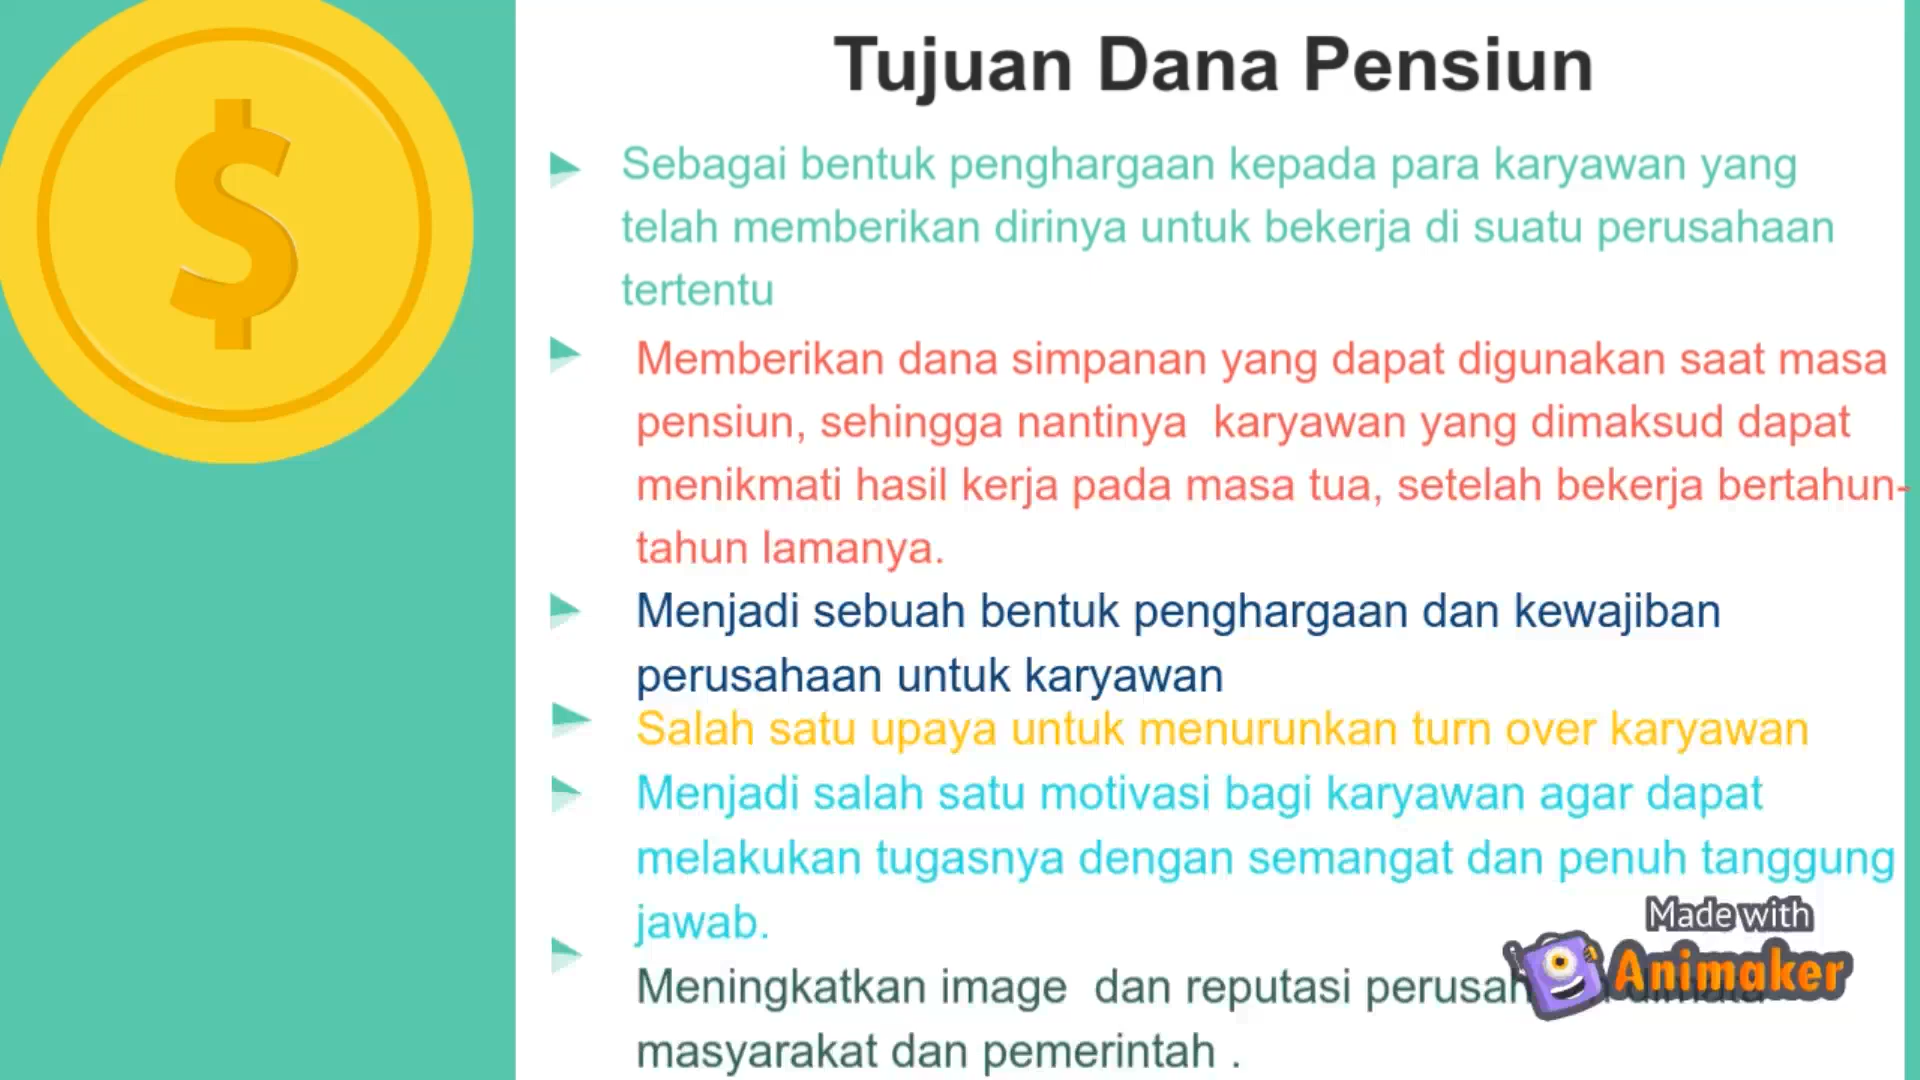 Tujuan Dana Pensiun
Sebagai bentuk penghargaan kepada para karyawan yang
telah memberikan dirinya untuk bekerja di suatu perusahaan
tertentu
Memberikan dana simpanan yang dapat digunakan saat masa
pensiun, sehingga nantinya karyawan yang dimaksud dapat
menikmati hasil kerja pada masa tua, setelah bekerja bertahun-
tahun lamanya.
Menjadi sebuah bentuk penghargaan dan kewajiban
perusahaan untuk karyawan
Salah satu upaya untuk menurunkan turn over karyawan
Menjadi salah satu motivasi bagi karyawan agar dapat
melakukan tugasnya dengan semangat dan penuh tanggung
jawab.
Meningkatkan image dan reputasi
masyarakat dan pemerintah .
Made with
Animaker
$